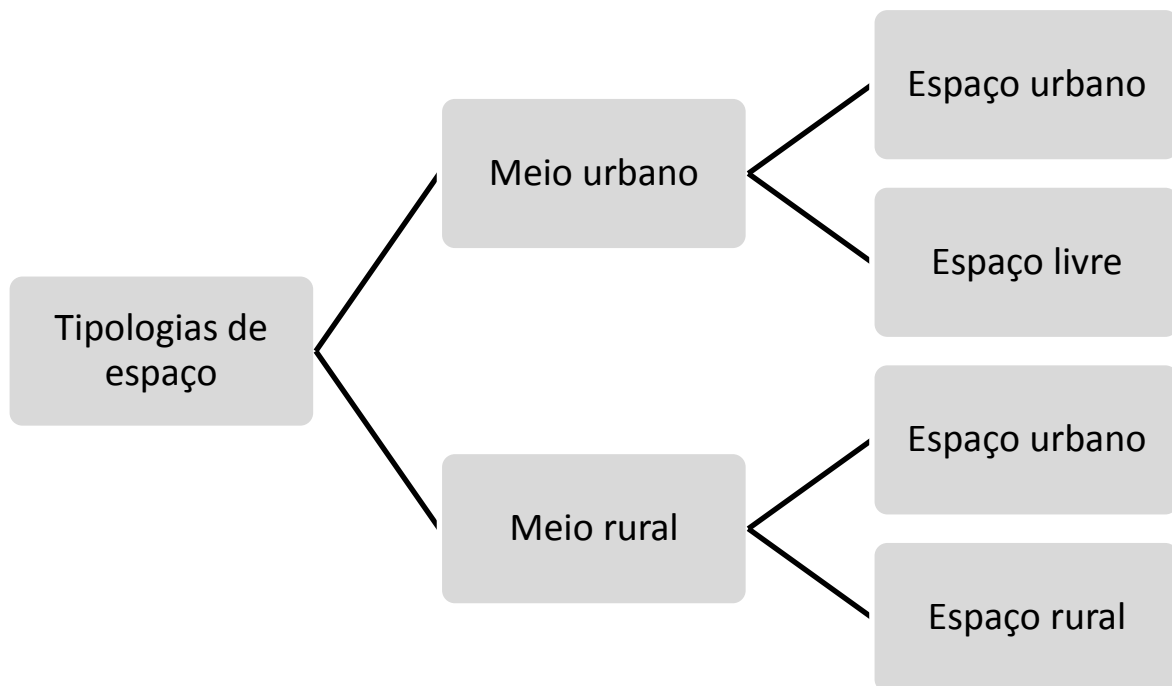 Tipologias de
espaço
Meio urbano
Espaço urbano
Espaço livre
Meio rural
Espaço urbano
Espaço rural